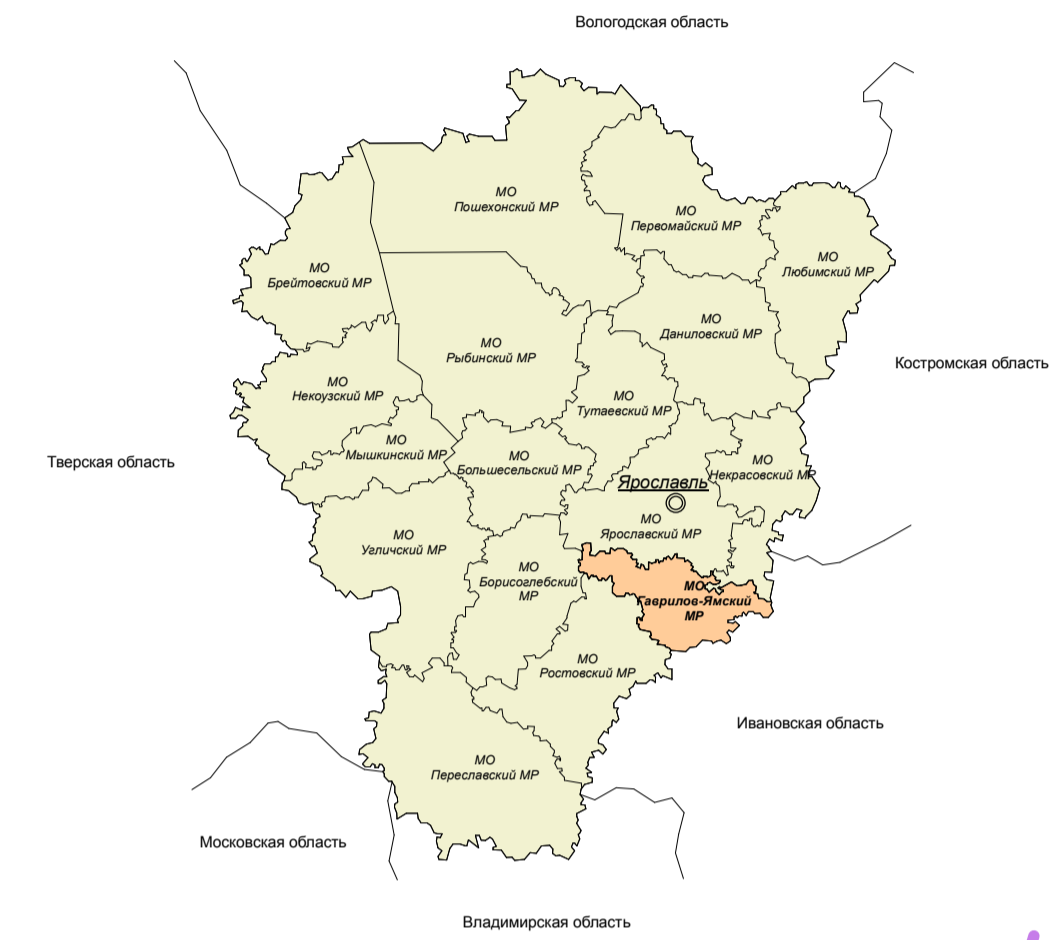 Вологодская область
МО
Пошехонский МР
МО
Первомайский МР
МО
Любимский МР
МО
Брейтовский МР
МО
Даниловский МР
МО
Рыбинский МР
Костромская область
МО
Некоузский МР
МО
Тутаевский МР
МО
Мышкинский МР
МО
Большесельский МР
МО
Некрасовский МР
Тверская область
Ярославль
МО
Ярославский МР
МО
Угличский МР
МО
Борисоглебский
МР
МО
Гаврилов-Ямский
МР
МО
Ростовский МР
Ивановская область
МО
Переславский МР
Московская область
Владимирская область